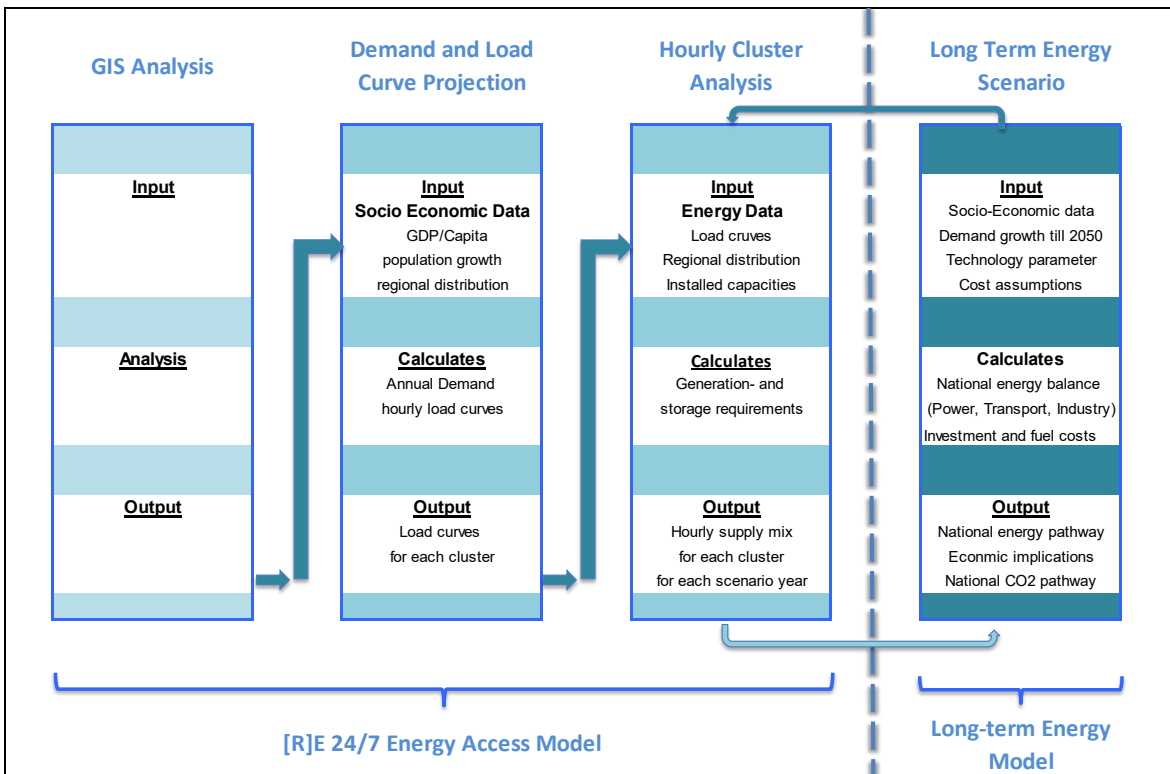 GIS Analysis
Demand and Load
Curve Projection
Hourly Cluster
Analysis
Long Term Energy
Scenario
Input
Analysis
Output
Input
Socio Economic Data
GDP/Capita
population growth
regional distribution
Calculates
Annual Demand
hourly load curves
Output
Load curves
for each cluster
Input
Energy Data
Load cruves
Regional distribution
Installed capacities
Calculates
Generation- and
storage requirements
Output
Hourly supply mix
for each cluster
for each scenario year
Input
Socio-Economic data
Demand growth till 2050
Technology parameter
Cost assumptions
Calculates
National energy balance
(Power, Transport, Industry)
Investment and fuel costs
Output
National energy pathway
Econmic implications
National CO2 pathway
[R]E 24/7 Energy Access Model
Long-term Energy
Model